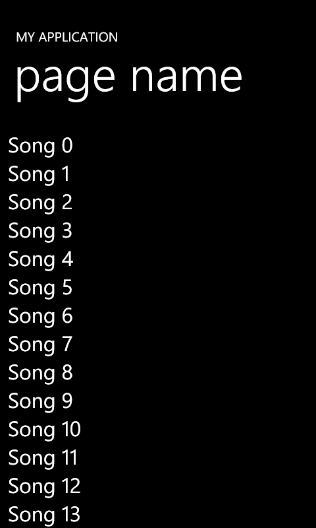 MY APPLICATION
page name
Song 0
Song 1
Song 2
Song 3
Song 4
Song 5
Song 6
Song 7
Song 8
Song 9
Song 10
Song 11
Song 12
Song 13